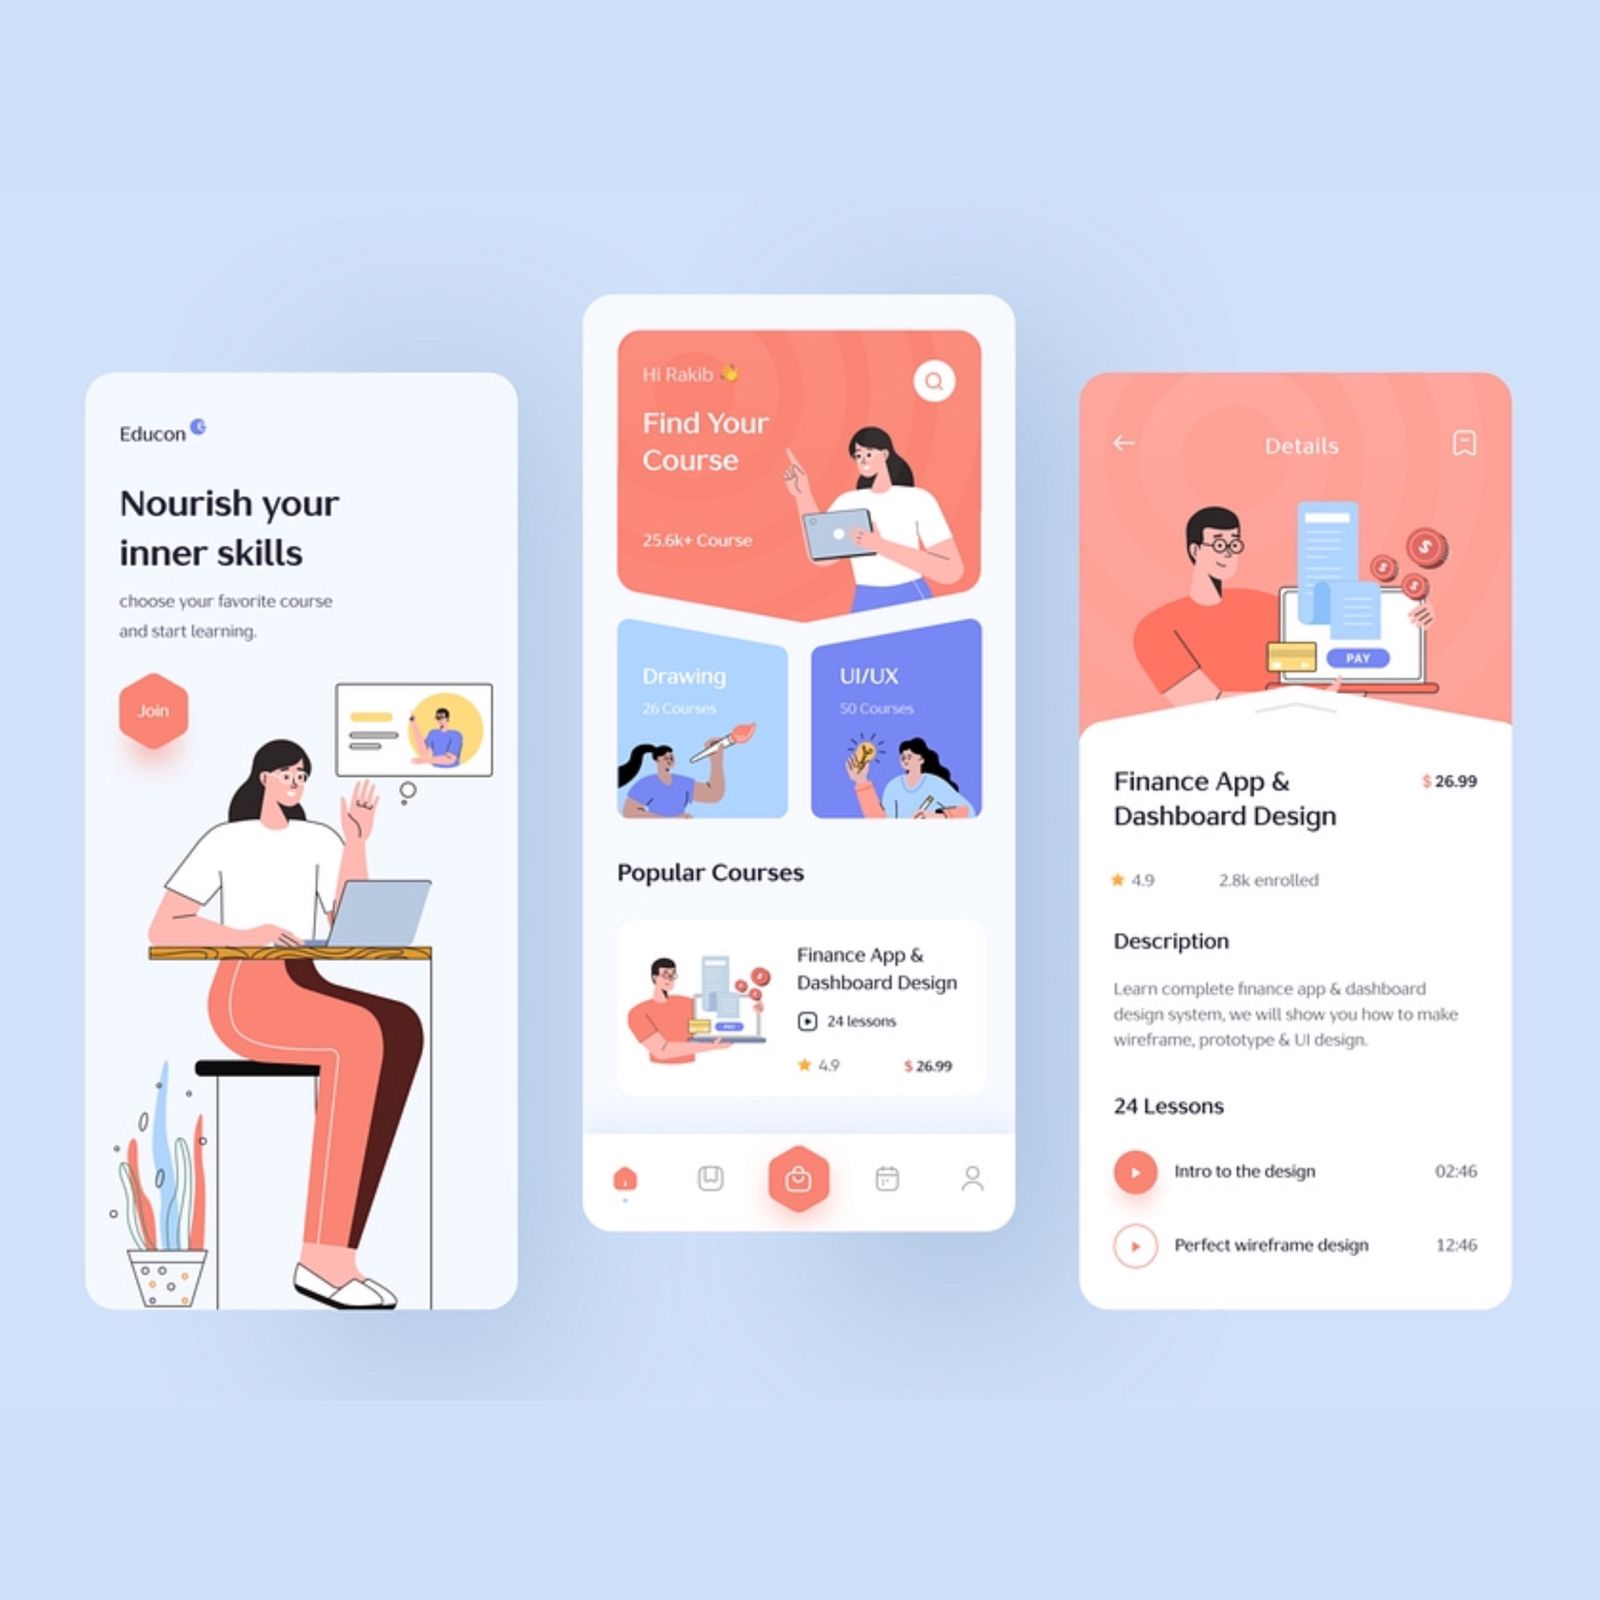 Educon
Nourish your
inner skills
choose your favorite course
and start learning.
Join
Hi Rakib 👋
Find Your
Course
25.6k+ Course
Drawing
26 Courses
UI/UX
50 Courses
Popular Courses
Finance App &
Dashboard Design
24 lessons
4.9
$ 26.99
PAY
Details
$
$
$
PAY
Finance App &
Dashboard Design
$ 26.99
4.9
2.8k enrolled
Description
Learn complete finance app & dashboard
design system, we will show you how to make
wireframe, prototype & UI design.
24 Lessons
Intro to the design
02:46
Perfect wireframe design
12:46